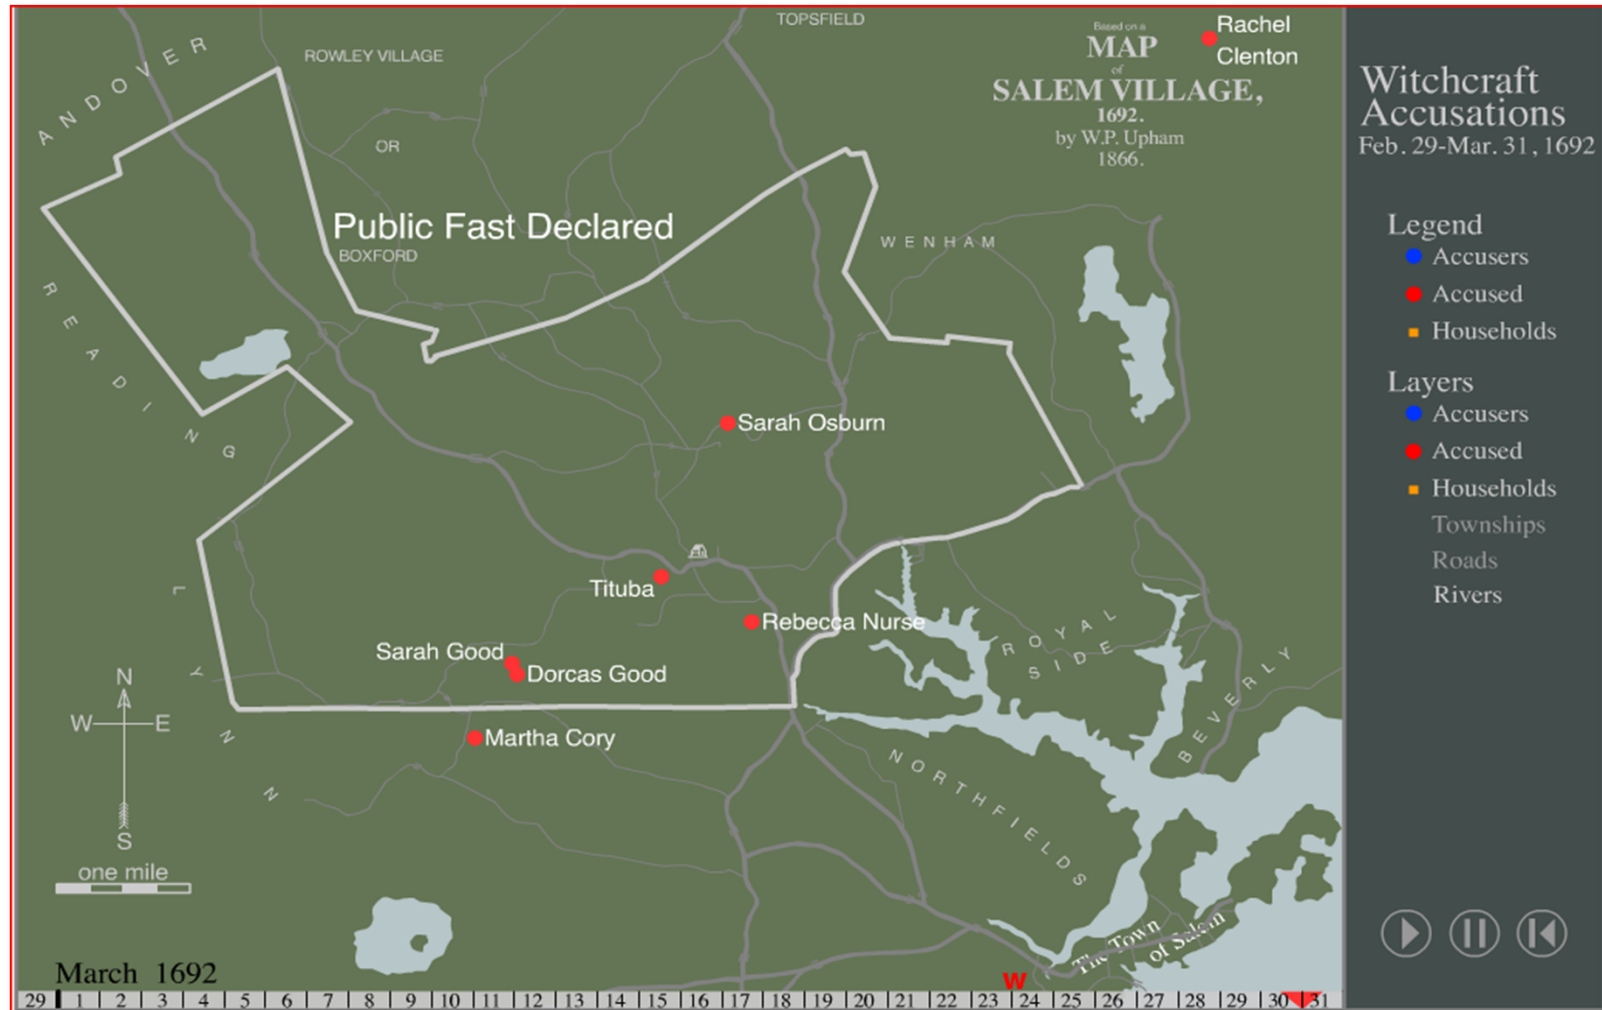 TOPSFIELD
Based on a
MAP
of
SALEM VILLAGE,
1692.
by W.P. Upham
1866.
Rachel
Clenton
ANDOVER
ROWLEY VILLAGE
OR
Public Fast Declared
BOXFORD
WENHAM
READING
Sarah Osburn
Tituba
Rebecca Nurse
Sarah Good
Dorcas Good
Martha Cory
LYNN
ROYAL
SIDE
BEVERLY
NORTHFIELDS
The Town
of Salem
N
W E
S
one mile
March 1692
W
29 1 2 3 4 5 6 7 8 9 10 11 12 13 14 15 16 17 18 19 20 21 22 23 24 25 26 27 28 29 30 31
Witchcraft
Accusations
Feb. 29-Mar. 31, 1692
Legend
Accusers
Accused
Households
Layers
Accusers
Accused
Households
Townships
Roads
Rivers